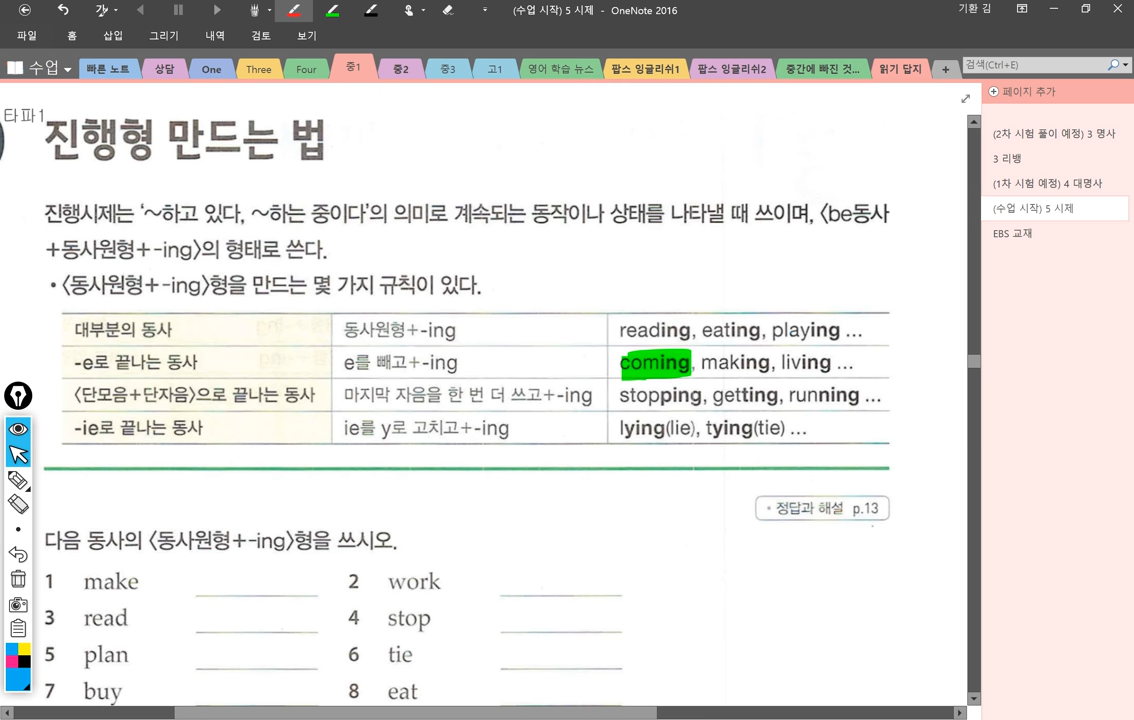 (수업 시작) 5 시제 - OneNote 2016
기환 김
파일 홈 삽입 그리기 내역 검토 보기
수업 빠른 노트 상담 One Three Four 중1 중2 중3 고1 영어 학습 뉴스 팝스 잉글리쉬1 팝스 잉글리쉬2 중간에 빠진 것... 읽기 답지 +
검색(Ctrl+E)
페이지 추가
(2차 시험 풀이 예정) 3 명사
3 리뱅
(1차 시험 예정) 4 대명사
(수업 시작) 5 시제
EBS 교재
타파1
진행형 만드는 법
진행시제는 '~하고 있다, ~하는 중이다'의 의미로 계속되는 동작이나 상태를 나타낼 때 쓰이며, 〈be동사
+동사원형+-ing〉의 형태로 쓴다.
• 〈동사원형+-ing〉형을 만드는 몇 가지 규칙이 있다.
대부분의 동사 동사원형+-ing reading, eating, playing ...
-e로 끝나는 동사 e를 빼고+-ing coming, making, living ...
〈단모음+단자음〉으로 끝나는 동사 마지막 자음을 한 번 더 쓰고+-ing stopping, getting, running ...
-ie로 끝나는 동사 ie를 y로 고치고+-ing lying(lie), tying(tie) ...
• 정답과 해설 p.13
다음 동사의 〈동사원형+-ing〉형을 쓰시오.
1 make 2 work
3 read 4 stop
5 plan 6 tie
7 buy 8 eat